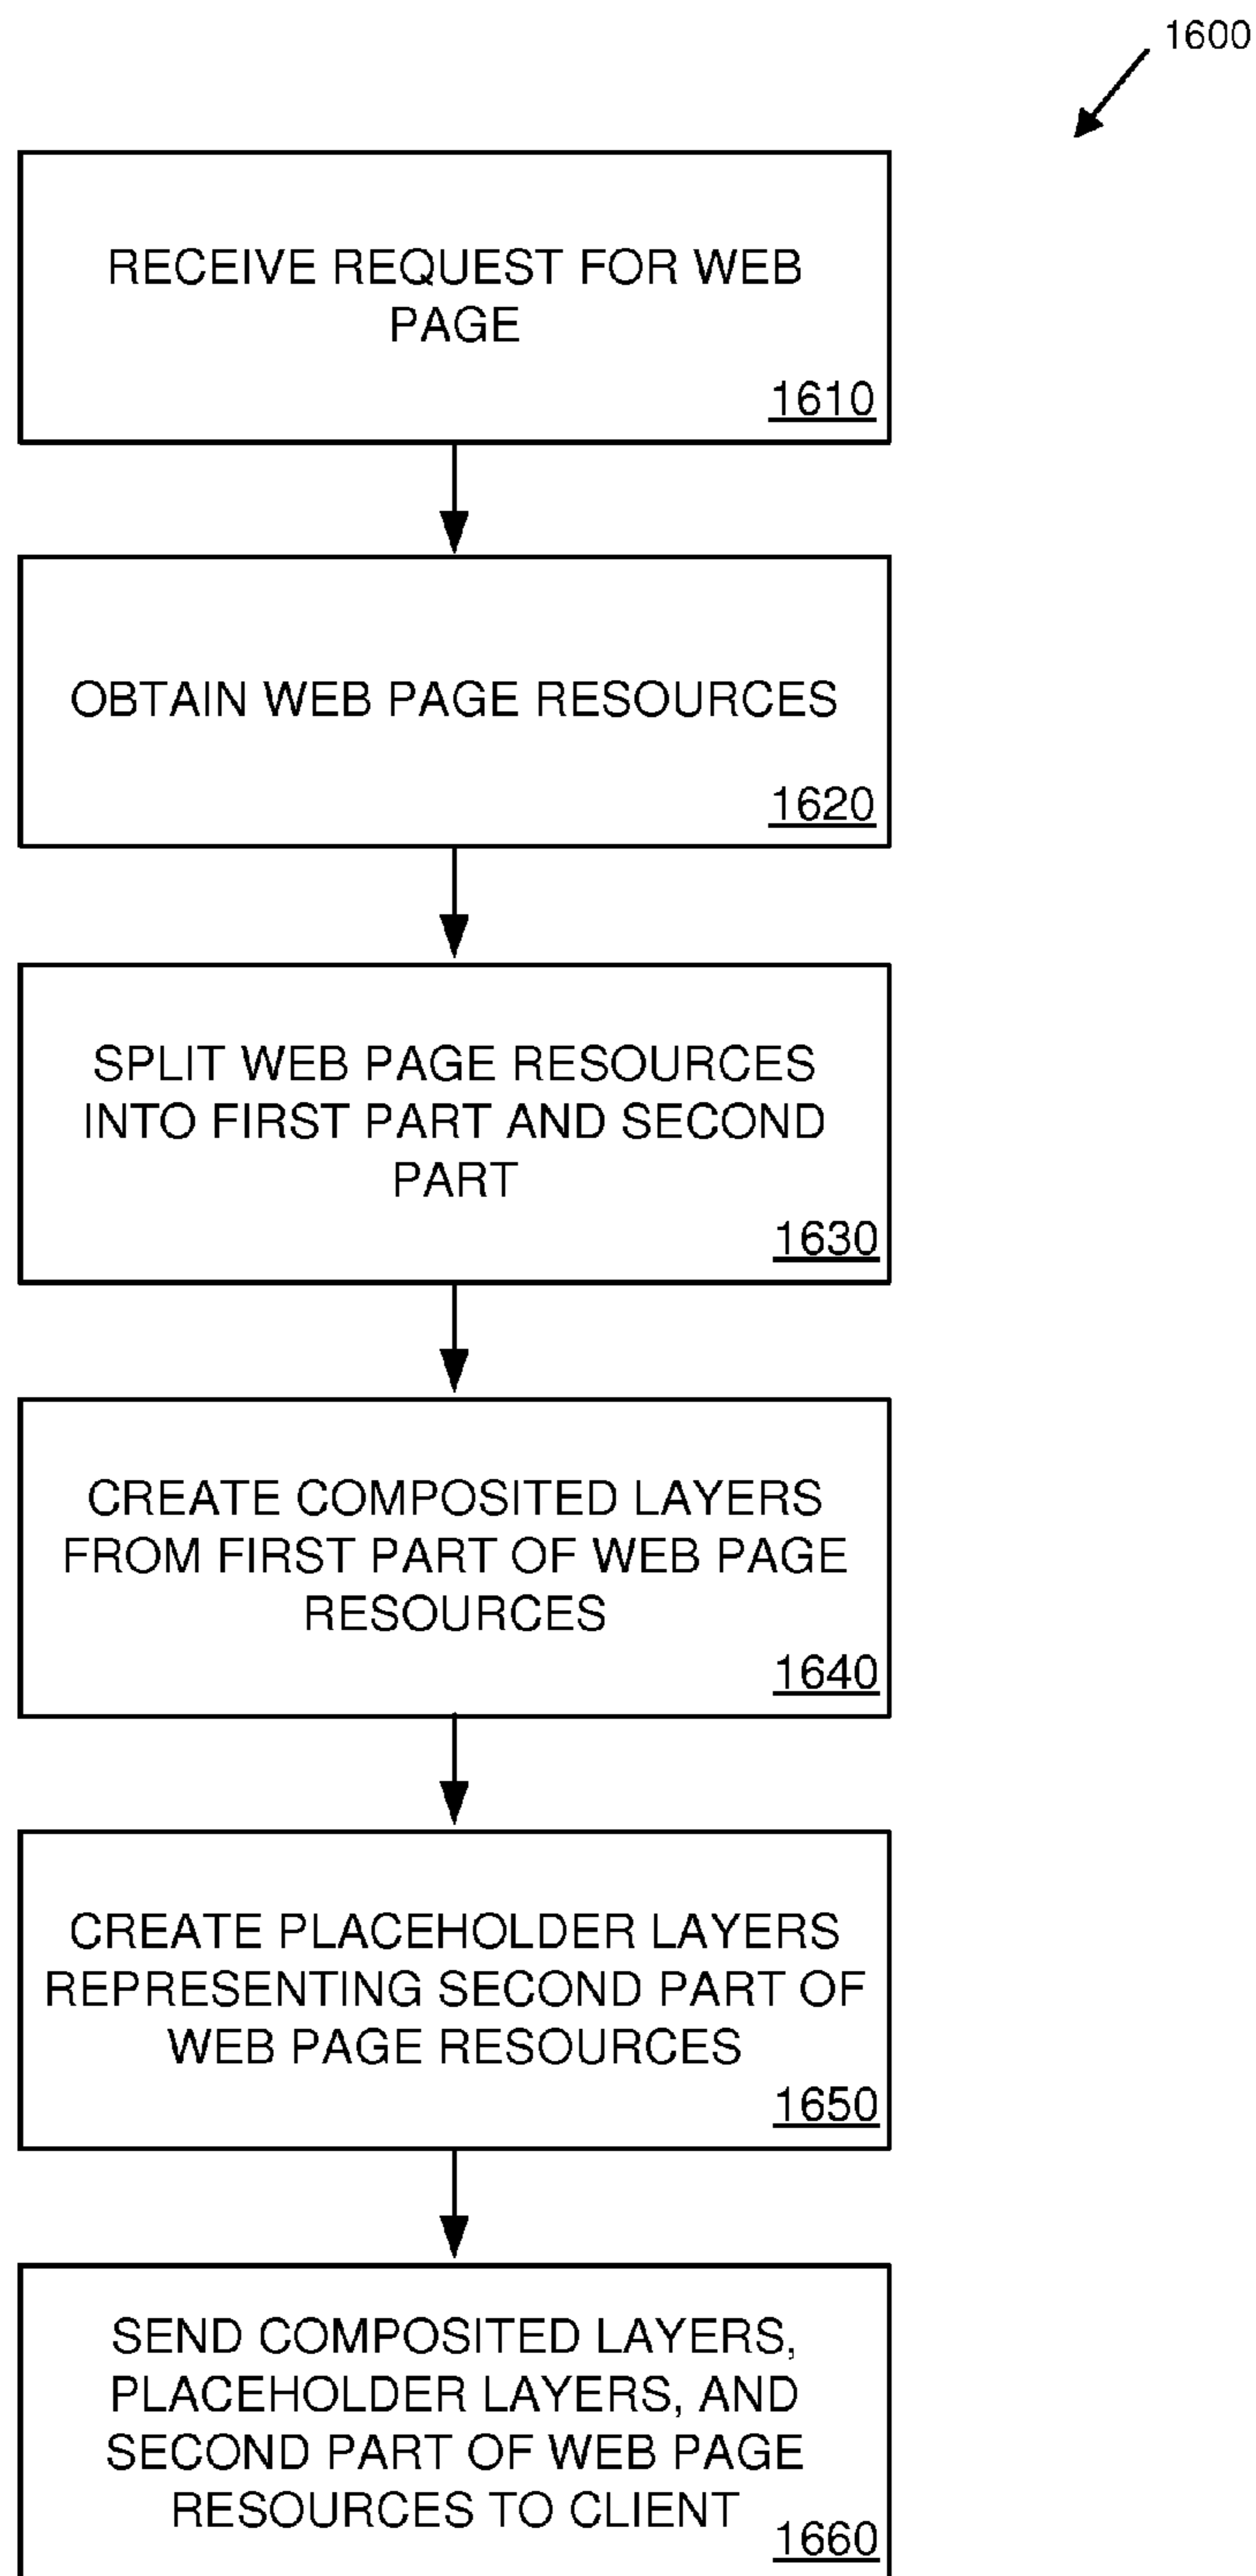 1600
RECEIVE REQUEST FOR WEB
PAGE
1610
OBTAIN WEB PAGE RESOURCES
1620
SPLIT WEB PAGE RESOURCES
INTO FIRST PART AND SECOND
PART
1630
CREATE COMPOSITED LAYERS
FROM FIRST PART OF WEB PAGE
RESOURCES
1640
CREATE PLACEHOLDER LAYERS
REPRESENTING SECOND PART OF
WEB PAGE RESOURCES
1650
SEND COMPOSITED LAYERS,
PLACEHOLDER LAYERS, AND
SECOND PART OF WEB PAGE
RESOURCES TO CLIENT
1660